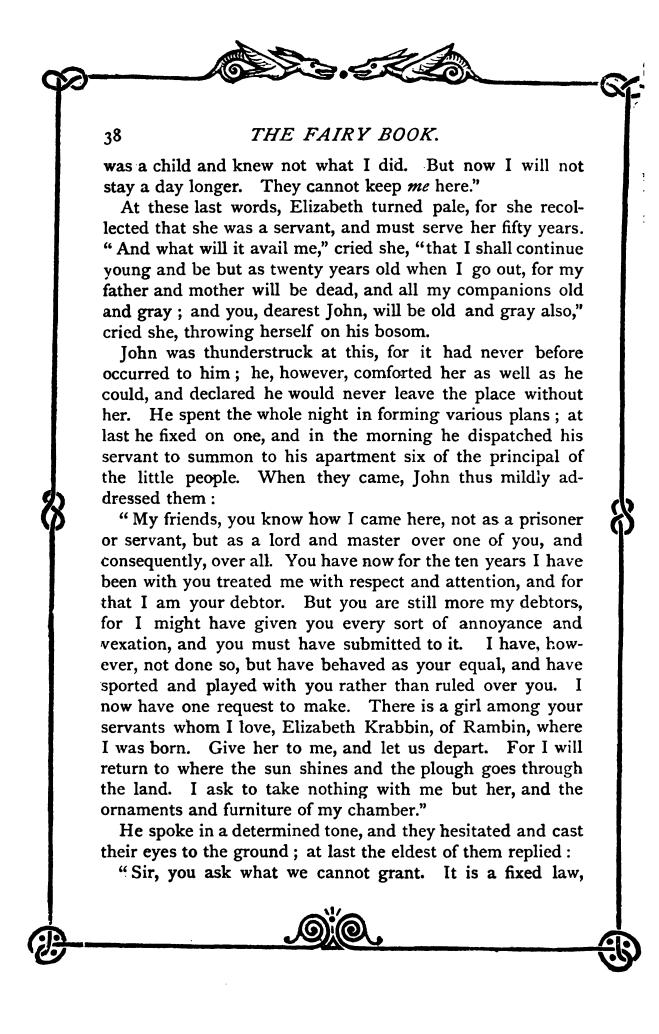 38 THE FAIRY BOOK.
was a child and knew not what I did. But now I will not
stay a day longer. They cannot keep me here."
At these last words, Elizabeth turned pale, for she recol-
lected that she was a servant, and must serve her fifty years.
"And what will it avail me," cried she, "that I shall continue
young and be but as twenty years old when I go out, for my
father and mother will be dead, and all my companions old
and gray ; and you, dearest John, will be old and gray also,"
cried she, throwing herself on his bosom.
John was thunderstruck at this, for it had never before
occurred to him ; he, however, comforted her as well as he
could, and declared he would never leave the place without
her. He spent the whole night in forming various plans ; at
last he fixed on one, and in the morning he dispatched his
servant to summon to his apartment six of the principal of
the little people. When they came, John thus mildly ad-
dressed them :
"My friends, you know how I came here, not as a prisoner
or servant, but as a lord and master over one of you, and
consequently, over all. You have now for the ten years I have
been with you treated me with respect and attention, and for
that I am your debtor. But you are still more my debtors,
for I might have given you every sort of annoyance and
vexation, and you must have submitted to it. I have, how-
ever, not done so, but have behaved as your equal, and have
sported and played with you rather than ruled over you. I
now have one request to make. There is a girl among your
servants whom I love, Elizabeth Krabbin, of Rambin, where
I was born. Give her to me, and let us depart. For I will
return to where the sun shines and the plough goes through
the land. I ask to take nothing with me but her, and the
ornaments and furniture of my chamber."
He spoke in a determined tone, and they hesitated and cast
their eyes to the ground ; at last the eldest of them replied :
"Sir, you ask what we cannot grant. It is a fixed law,